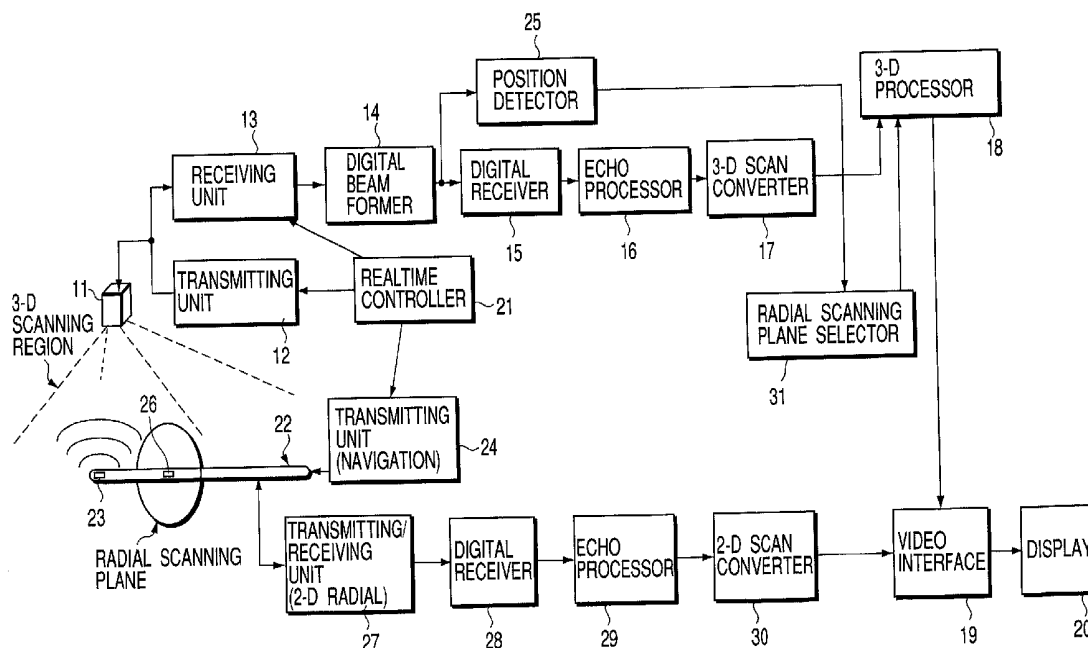 25
POSITION
DETECTOR
3-D
PROCESSOR
18
13
RECEIVING
UNIT
14
DIGITAL
BEAM
FORMER
DIGITAL
RECEIVER
15
ECHO
PROCESSOR
16
3-D SCAN
CONVERTER
17
11
3-D
SCANNING
REGION
TRANSMITTING
UNIT
12
REALTIME
CONTROLLER
21
RADIAL SCANNING
PLANE SELECTOR
31
26
22
23
TRANSMITTING
UNIT
(NAVIGATION)
24
RADIAL SCANNING
PLANE
TRANSMITTING/
RECEIVING
UNIT
(2-D RADIAL)
27
DIGITAL
RECEIVER
28
ECHO
PROCESSOR
29
2-D SCAN
CONVERTER
30
VIDEO
INTERFACE
19
DISPLAY
20